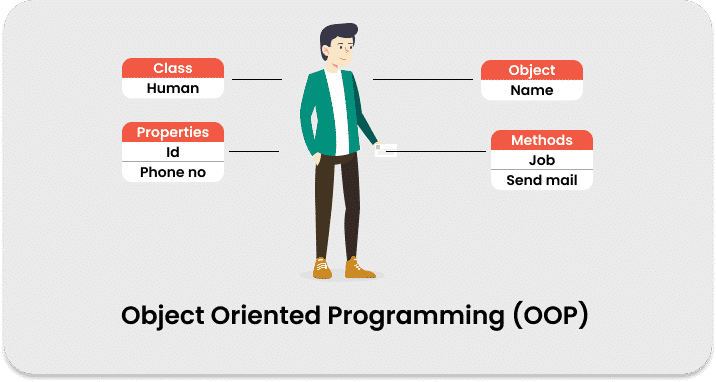 Class
Human
Object
Name
Properties
Id
Phone no
Methods
Job
Send mail
Object Oriented Programming (OOP)